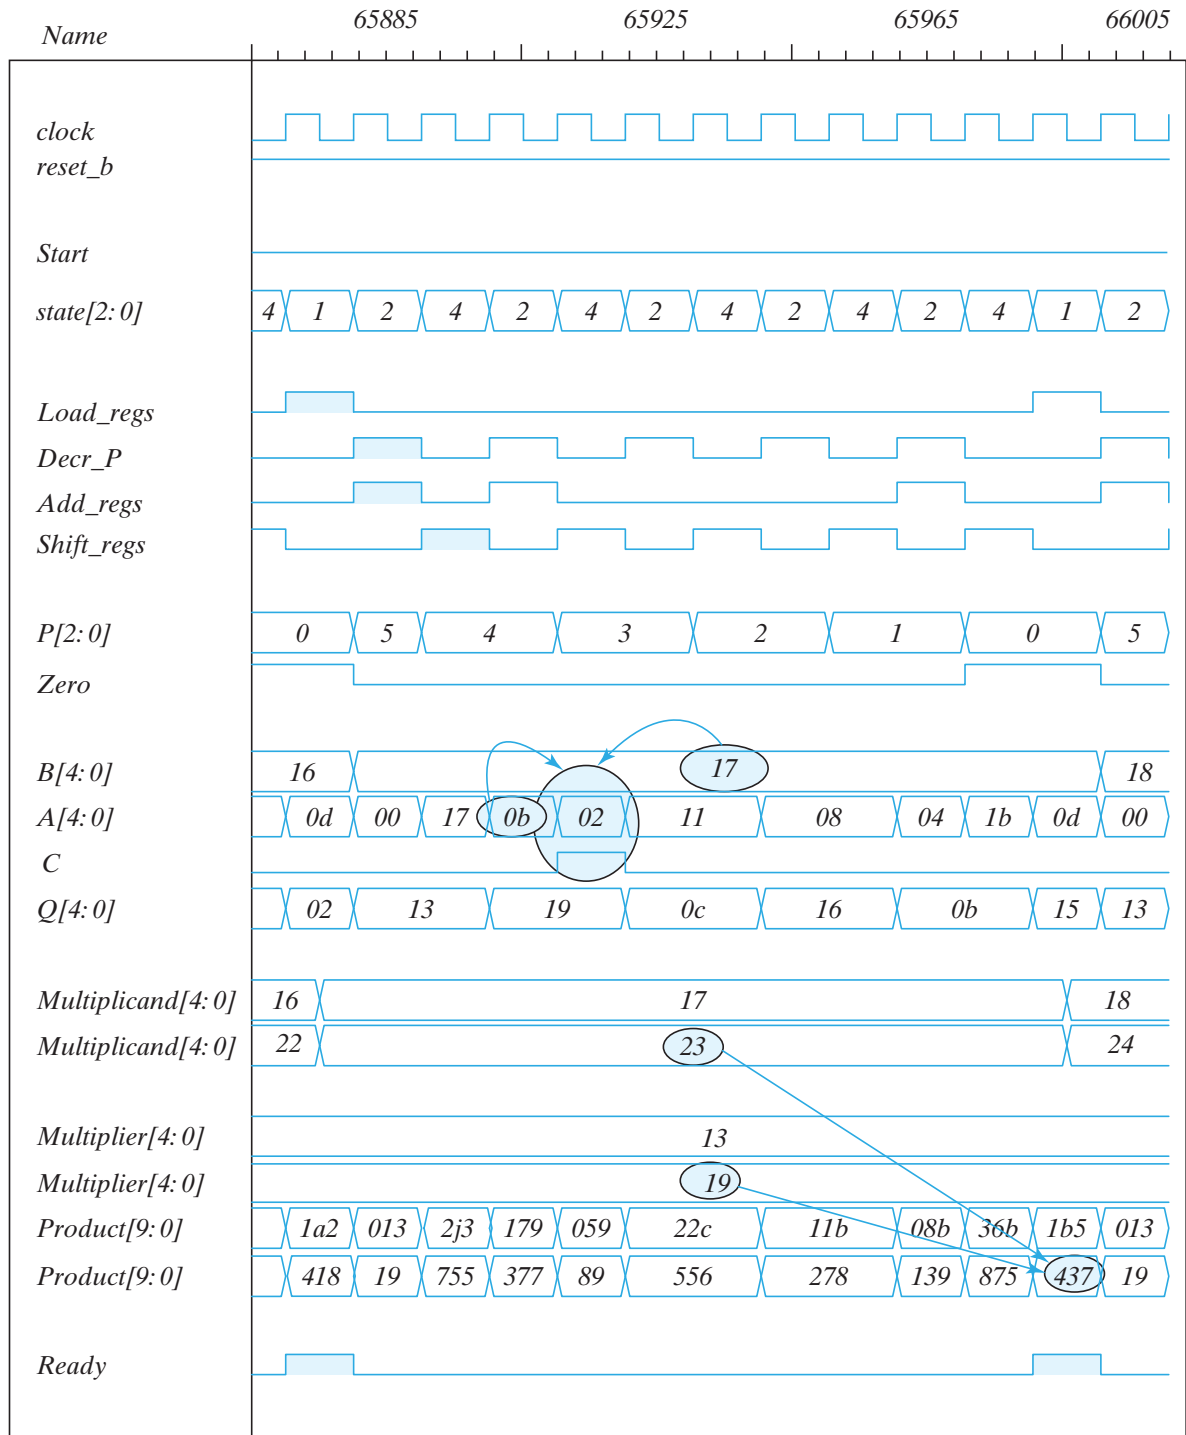 Name 65885 65925 65965 66005
clock
reset_b
Start
state[2:0] 4 1 2 4 2 4 2 4 2 4 2 4 1 2
Load_regs
Decr_P
Add_regs
Shift_regs
P[2:0] 0 5 4 3 2 1 0 5
Zero
B[4:0] 16 17 18
A[4:0] 0d 00 17 0b 02 11 08 04 1b 0d 00
C
Q[4:0] 02 13 19 0c 16 0b 15 13
Multiplicand[4:0] 16 17 18
Multiplicand[4:0] 22 23 24
Multiplier[4:0] 13
Multiplier[4:0] 19
Product[9:0] 1a2 013 2j3 179 059 22c 11b 08b 36b 1b5 013
Product[9:0] 418 19 755 377 89 556 278 139 875 437 19
Ready